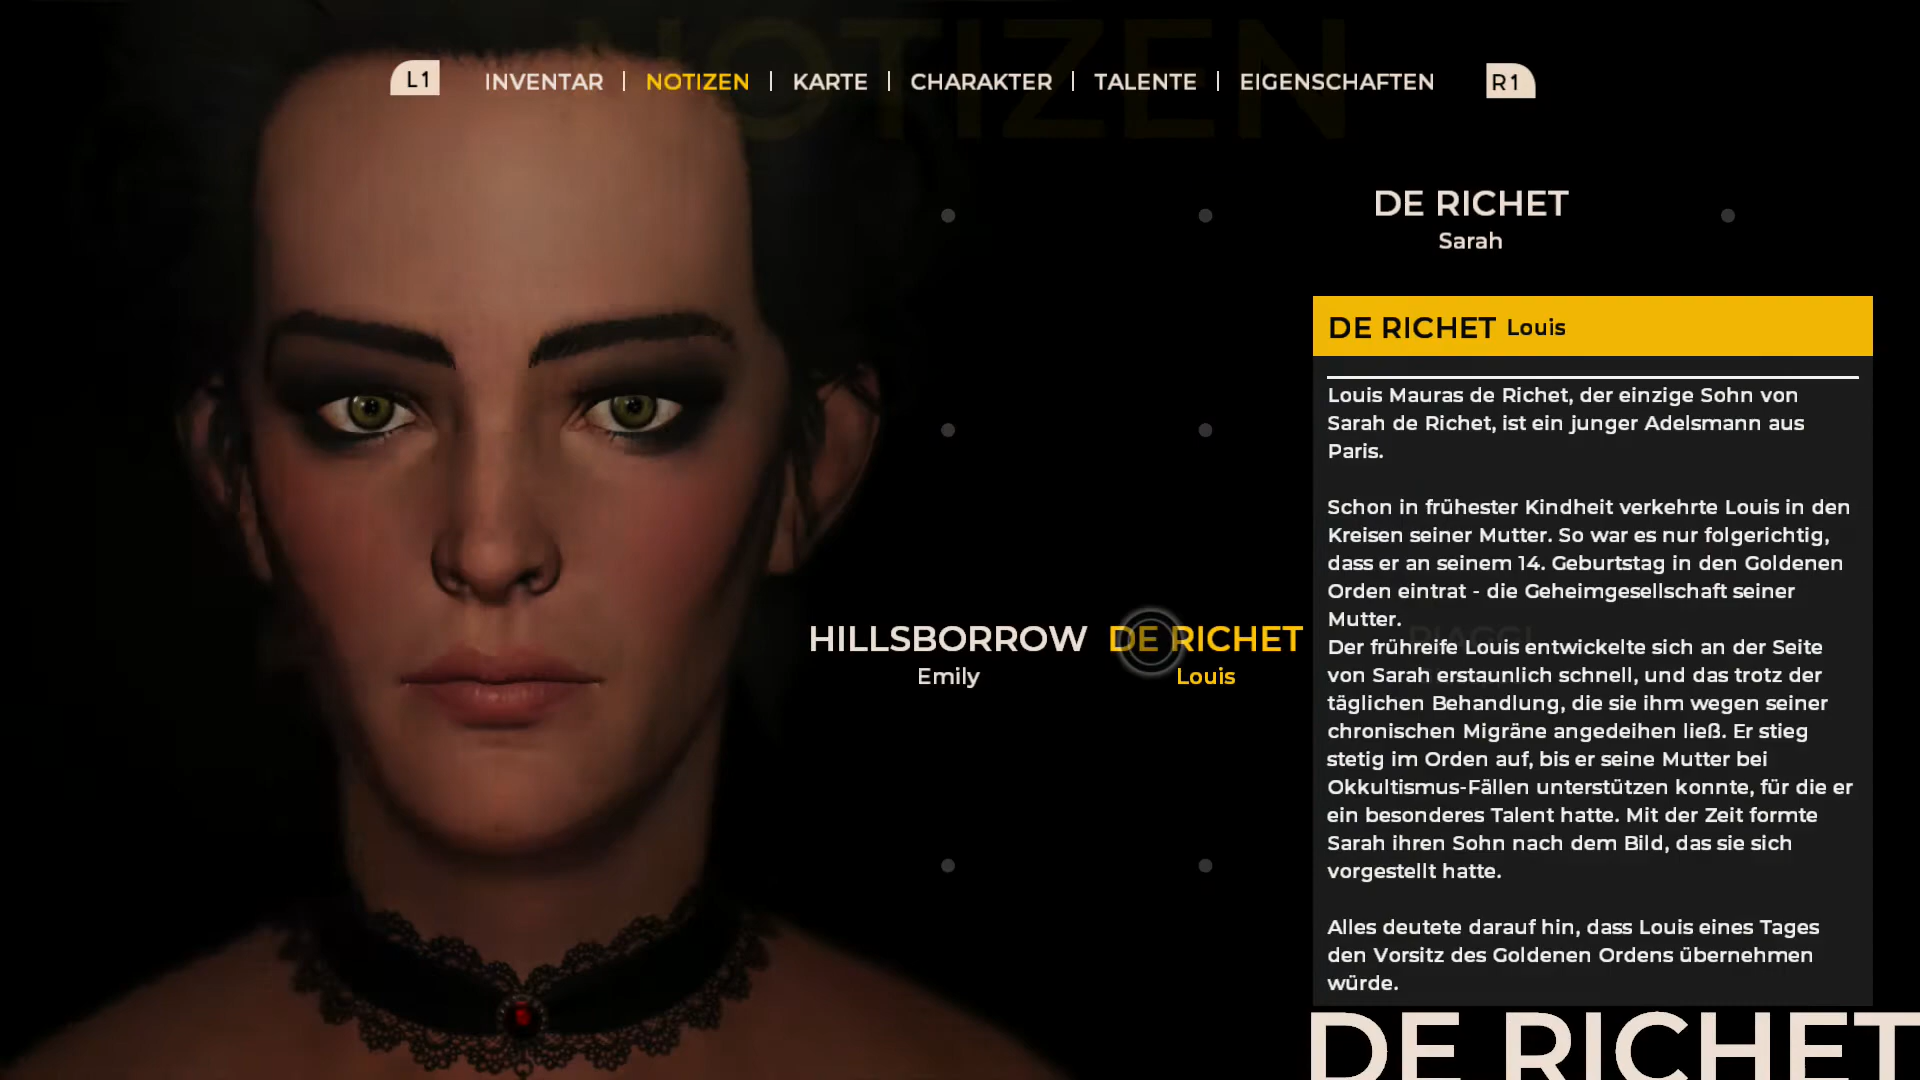 NOTIZEN
L1 INVENTAR | NOTIZEN | KARTE | CHARAKTER | TALENTE | EIGENSCHAFTEN R1
DE RICHET
Sarah
HILLSBORROW
Emily
DE RICHET
Louis
DE RICHET Louis
Louis Mauras de Richet, der einzige Sohn von
Sarah de Richet, ist ein junger Adelsmann aus
Paris.
Schon in frühester Kindheit verkehrte Louis in den
Kreisen seiner Mutter. So war es nur folgerichtig,
dass er an seinem 14. Geburtstag in den Goldenen
Orden eintrat - die Geheimgesellschaft seiner
Mutter.
Der frühreife Louis entwickelte sich an der Seite
von Sarah erstaunlich schnell, und das trotz der
täglichen Behandlung, die sie ihm wegen seiner
chronischen Migräne angedeihen ließ. Er stieg
stetig im Orden auf, bis er seine Mutter bei
Okkultismus-Fällen unterstützen konnte, für die er
ein besonderes Talent hatte. Mit der Zeit formte
Sarah ihren Sohn nach dem Bild, das sie sich
vorgestellt hatte.
Alles deutete darauf hin, dass Louis eines Tages
den Vorsitz des Goldenen Ordens übernehmen
würde.
PIAGGI
DE RICHET